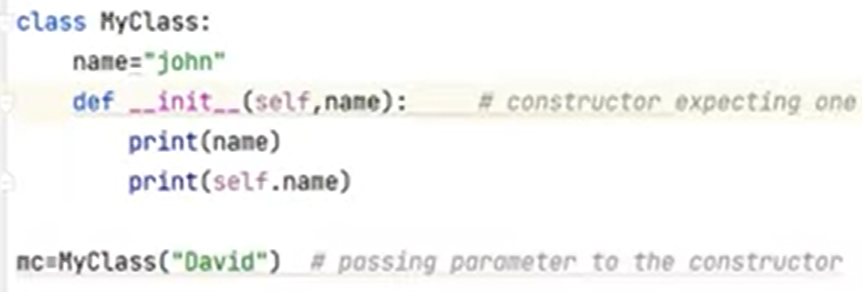 class MyClass:
    name="john"
    def __init__(self,name):     # constructor expecting one
        print(name)
        print(self.name)
mc=MyClass("David")  # passing parameter to the constructor